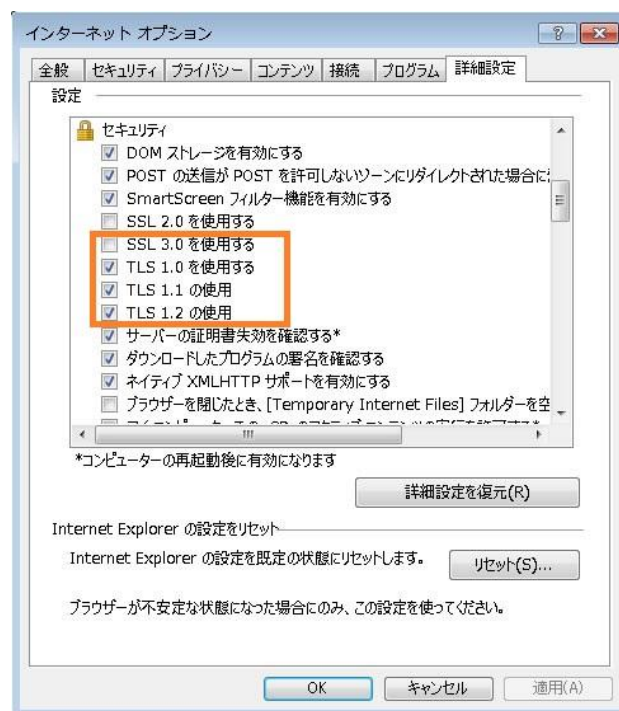 インターネット オプション
全般 セキュリティ プライバシー コンテンツ 接続 プログラム 詳細設定
設定
セキュリティ
DOM ストレージを有効にする
POST の送信が POST を許可しないゾーンにリダイレクトされた場合に
SmartScreen フィルター機能を有効にする
SSL 2.0 を使用する
SSL 3.0 を使用する
TLS 1.0 を使用する
TLS 1.1 の使用
TLS 1.2 の使用
サーバーの証明書失効を確認する*
ダウンロードしたプログラムの署名を確認する
ネイティブ XMLHTTP サポートを有効にする
ブラウザーを閉じたとき、[Temporary Internet Files] フォルダーを空
*コンピューターの再起動後に有効になります
詳細設定を復元(R)
Internet Explorer の設定をリセット
Internet Explorer の設定を既定の状態にリセットします。
リセット(S)...
ブラウザーが不安定な状態になった場合にのみ、この設定を使ってください。
OK キャンセル 適用(A)